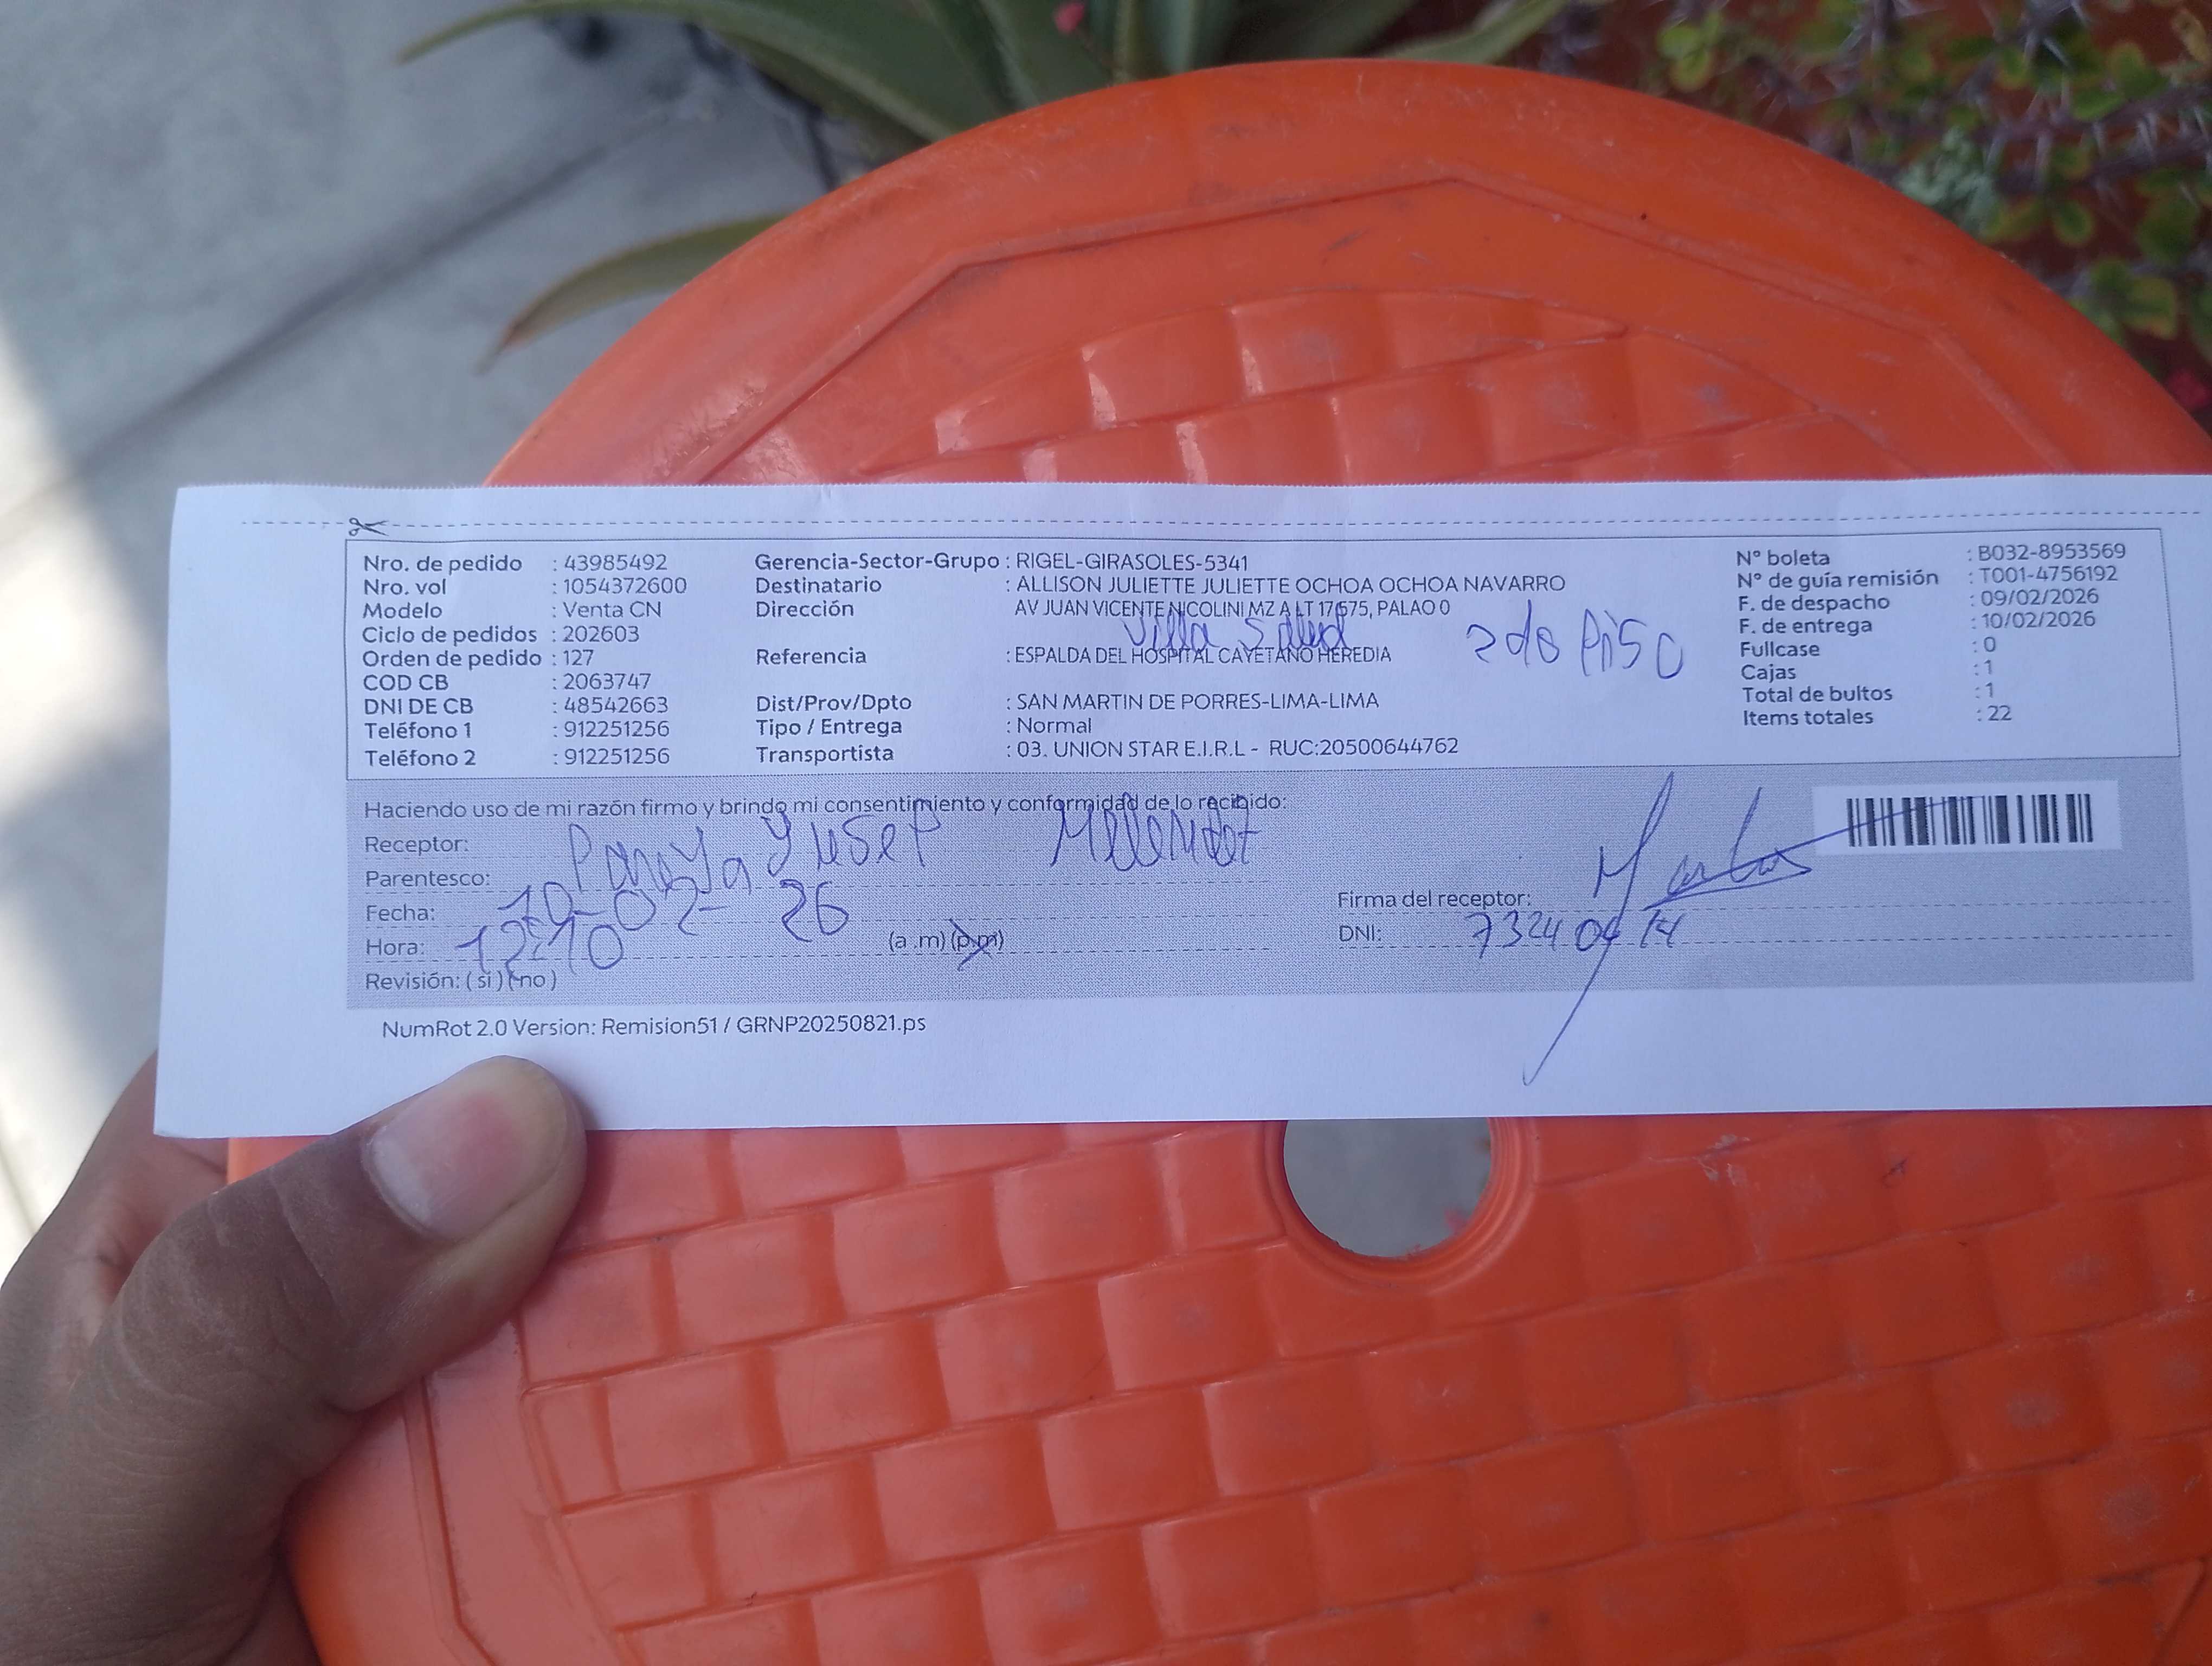 Nro. de pedido : 43985492
Nro. vol : 1054372600
Modelo : Venta CN
Ciclo de pedidos : 202603
Orden de pedido : 127
COD CB : 2063747
DNI DE CB : 48542663
Teléfono 1 : 912251256
Teléfono 2 : 912251256
Gerencia-Sector-Grupo : RIGEL-GIRASOLES-5341
Destinatario : ALLISON JULIETTE JULIETTE OCHOA OCHOA NAVARRO
Dirección AV JUAN VICENTE NICOLINI MZ A LT 17 675, PALAO 0
Villa Salud 2do PiSo
Referencia : ESPALDA DEL HOSPITAL CAYETANO HEREDIA
Dist/Prov/Dpto : SAN MARTIN DE PORRES-LIMA-LIMA
Tipo / Entrega : Normal
Transportista : 03. UNION STAR E.I.R.L - RUC:20500644762
N° boleta : B032-8953569
N° de guía remisión : T001-4756192
F. de despacho : 09/02/2026
F. de entrega : 10/02/2026
Fullcase : 0
Cajas : 1
Total de bultos : 1
Items totales : 22
Haciendo uso de mi razón firmo y brindo mi consentimiento y conformidad de lo recibido:
Receptor: YuseP
Parentesco:
Fecha: 10-02-26
Hora: 12:10 (a .m) (p.m)
Revisión: ( si ) ( no )
Firma del receptor:
DNI: 73240414
NumRot 2.0 Version: Remision51 / GRNP20250821.ps